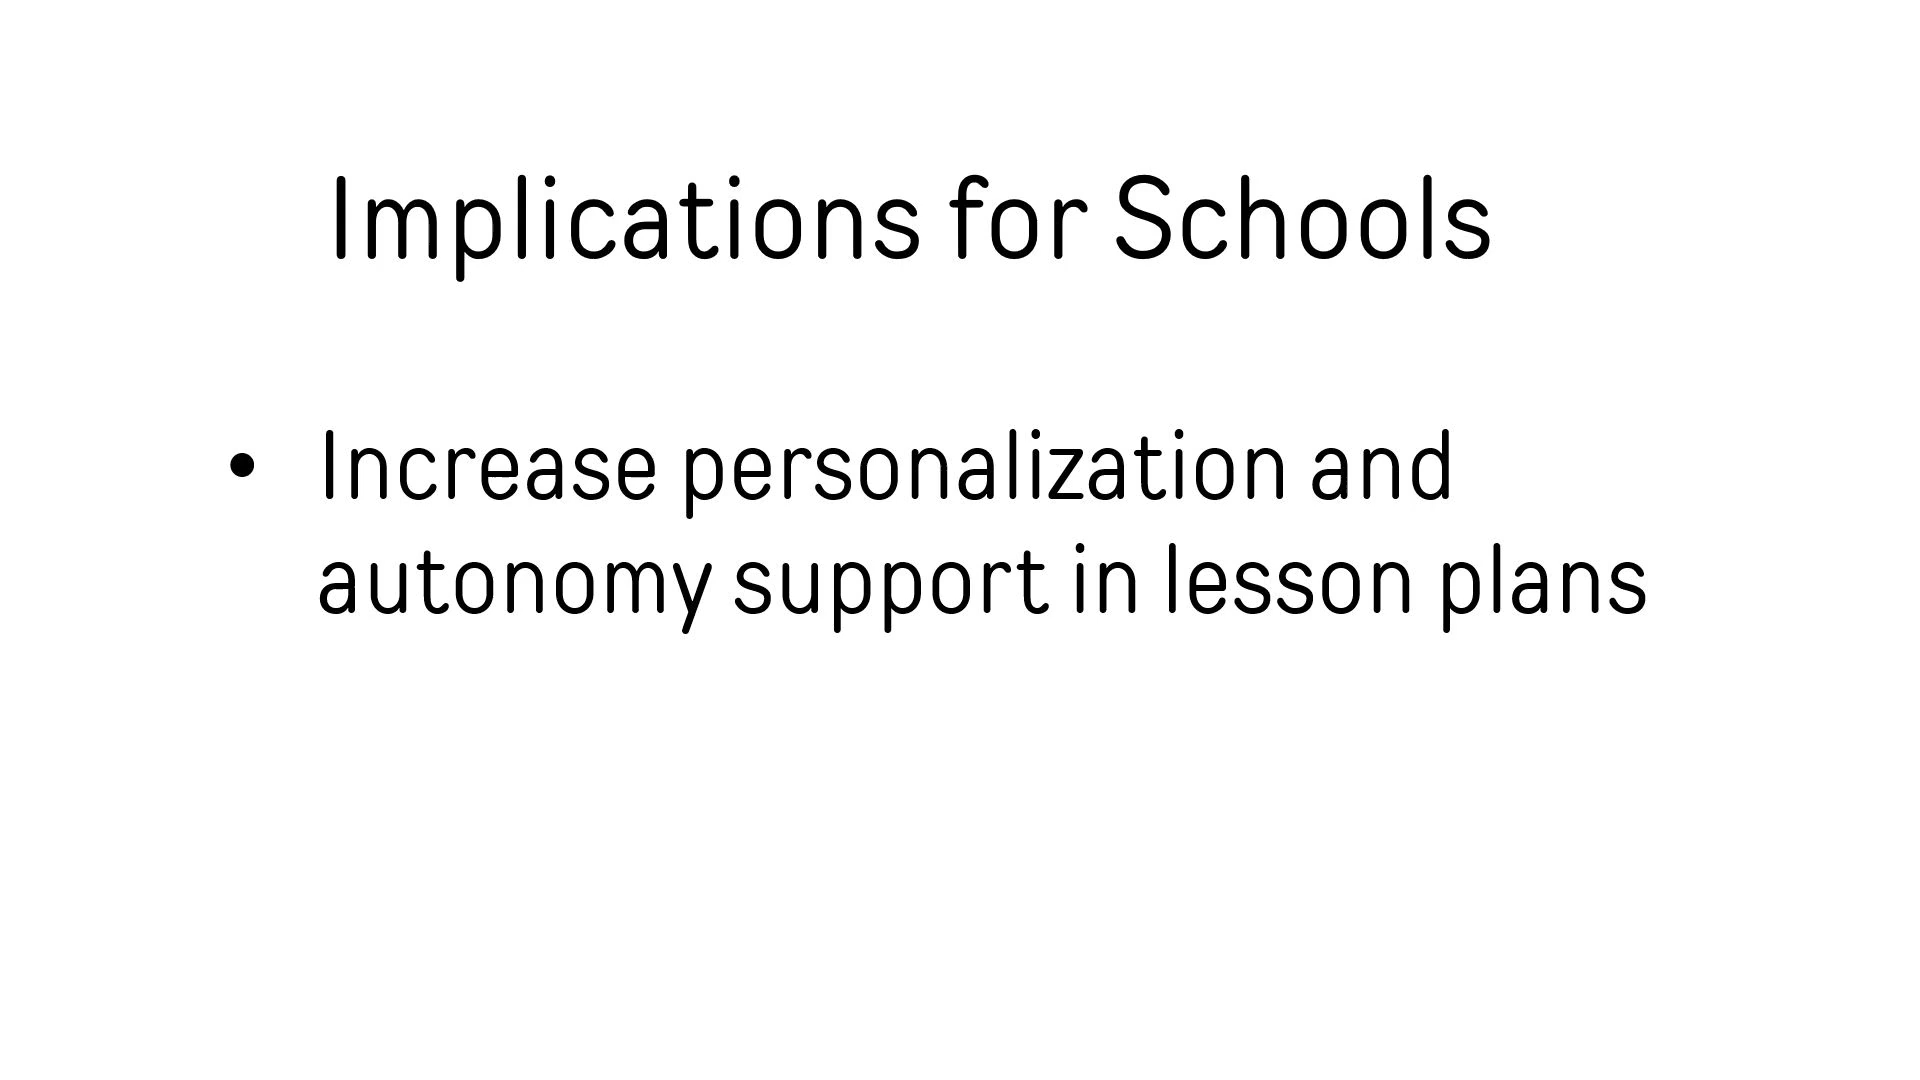 Implications for Schools
• Increase personalization and
autonomy support in lesson plans